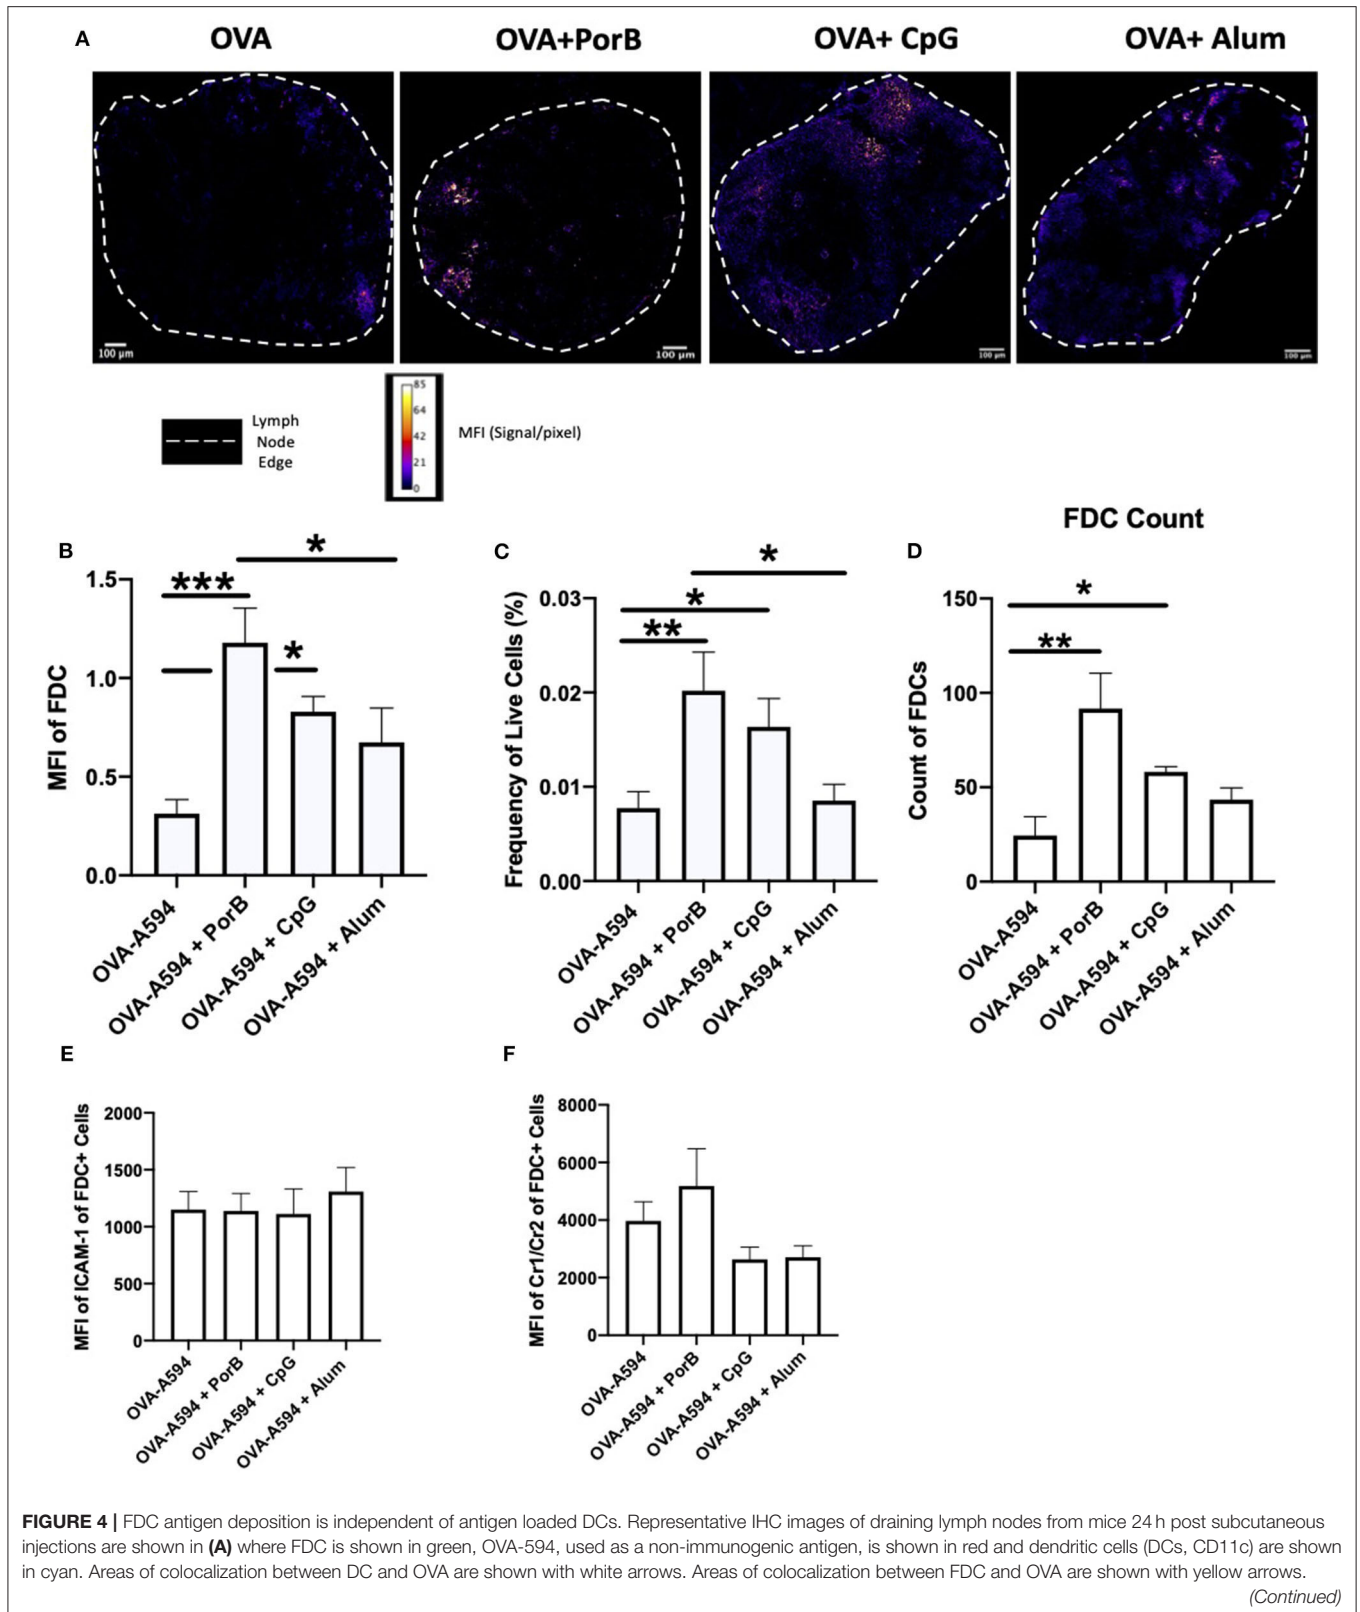 A
OVA
OVA+PorB
OVA+ CpG
OVA+ Alum
100 µm
100 µm
100 µm
100 µm
Lymph
Node
Edge
85
64
42
21
0
MFI (Signal/pixel)
B
MFI of FDC
1.5
1.0
0.5
0.0
***
*
*
OVA-A594
OVA-A594 + PorB
OVA-A594 + CpG
OVA-A594 + Alum
C
Frequency of Live Cells (%)
0.03
0.02
0.01
0.00
*
*
**
OVA-A594
OVA-A594 + PorB
OVA-A594 + CpG
OVA-A594 + Alum
D
FDC Count
Count of FDCs
150
100
50
0
*
**
OVA-A594
OVA-A594 + PorB
OVA-A594 + CpG
OVA-A594 + Alum
E
MFI of ICAM-1 of FDC+ Cells
2000
1500
1000
500
0
OVA-A594
OVA-A594 + PorB
OVA-A594 + CpG
OVA-A594 + Alum
F
MFI of Cr1/Cr2 of FDC+ Cells
8000
6000
4000
2000
0
OVA-A594
OVA-A594 + PorB
OVA-A594 + CpG
OVA-A594 + Alum
FIGURE 4 | FDC antigen deposition is independent of antigen loaded DCs. Representative IHC images of draining lymph nodes from mice 24 h post subcutaneous
injections are shown in (A) where FDC is shown in green, OVA-594, used as a non-immunogenic antigen, is shown in red and dendritic cells (DCs, CD11c) are shown
in cyan. Areas of colocalization between DC and OVA are shown with white arrows. Areas of colocalization between FDC and OVA are shown with yellow arrows.
(Continued)